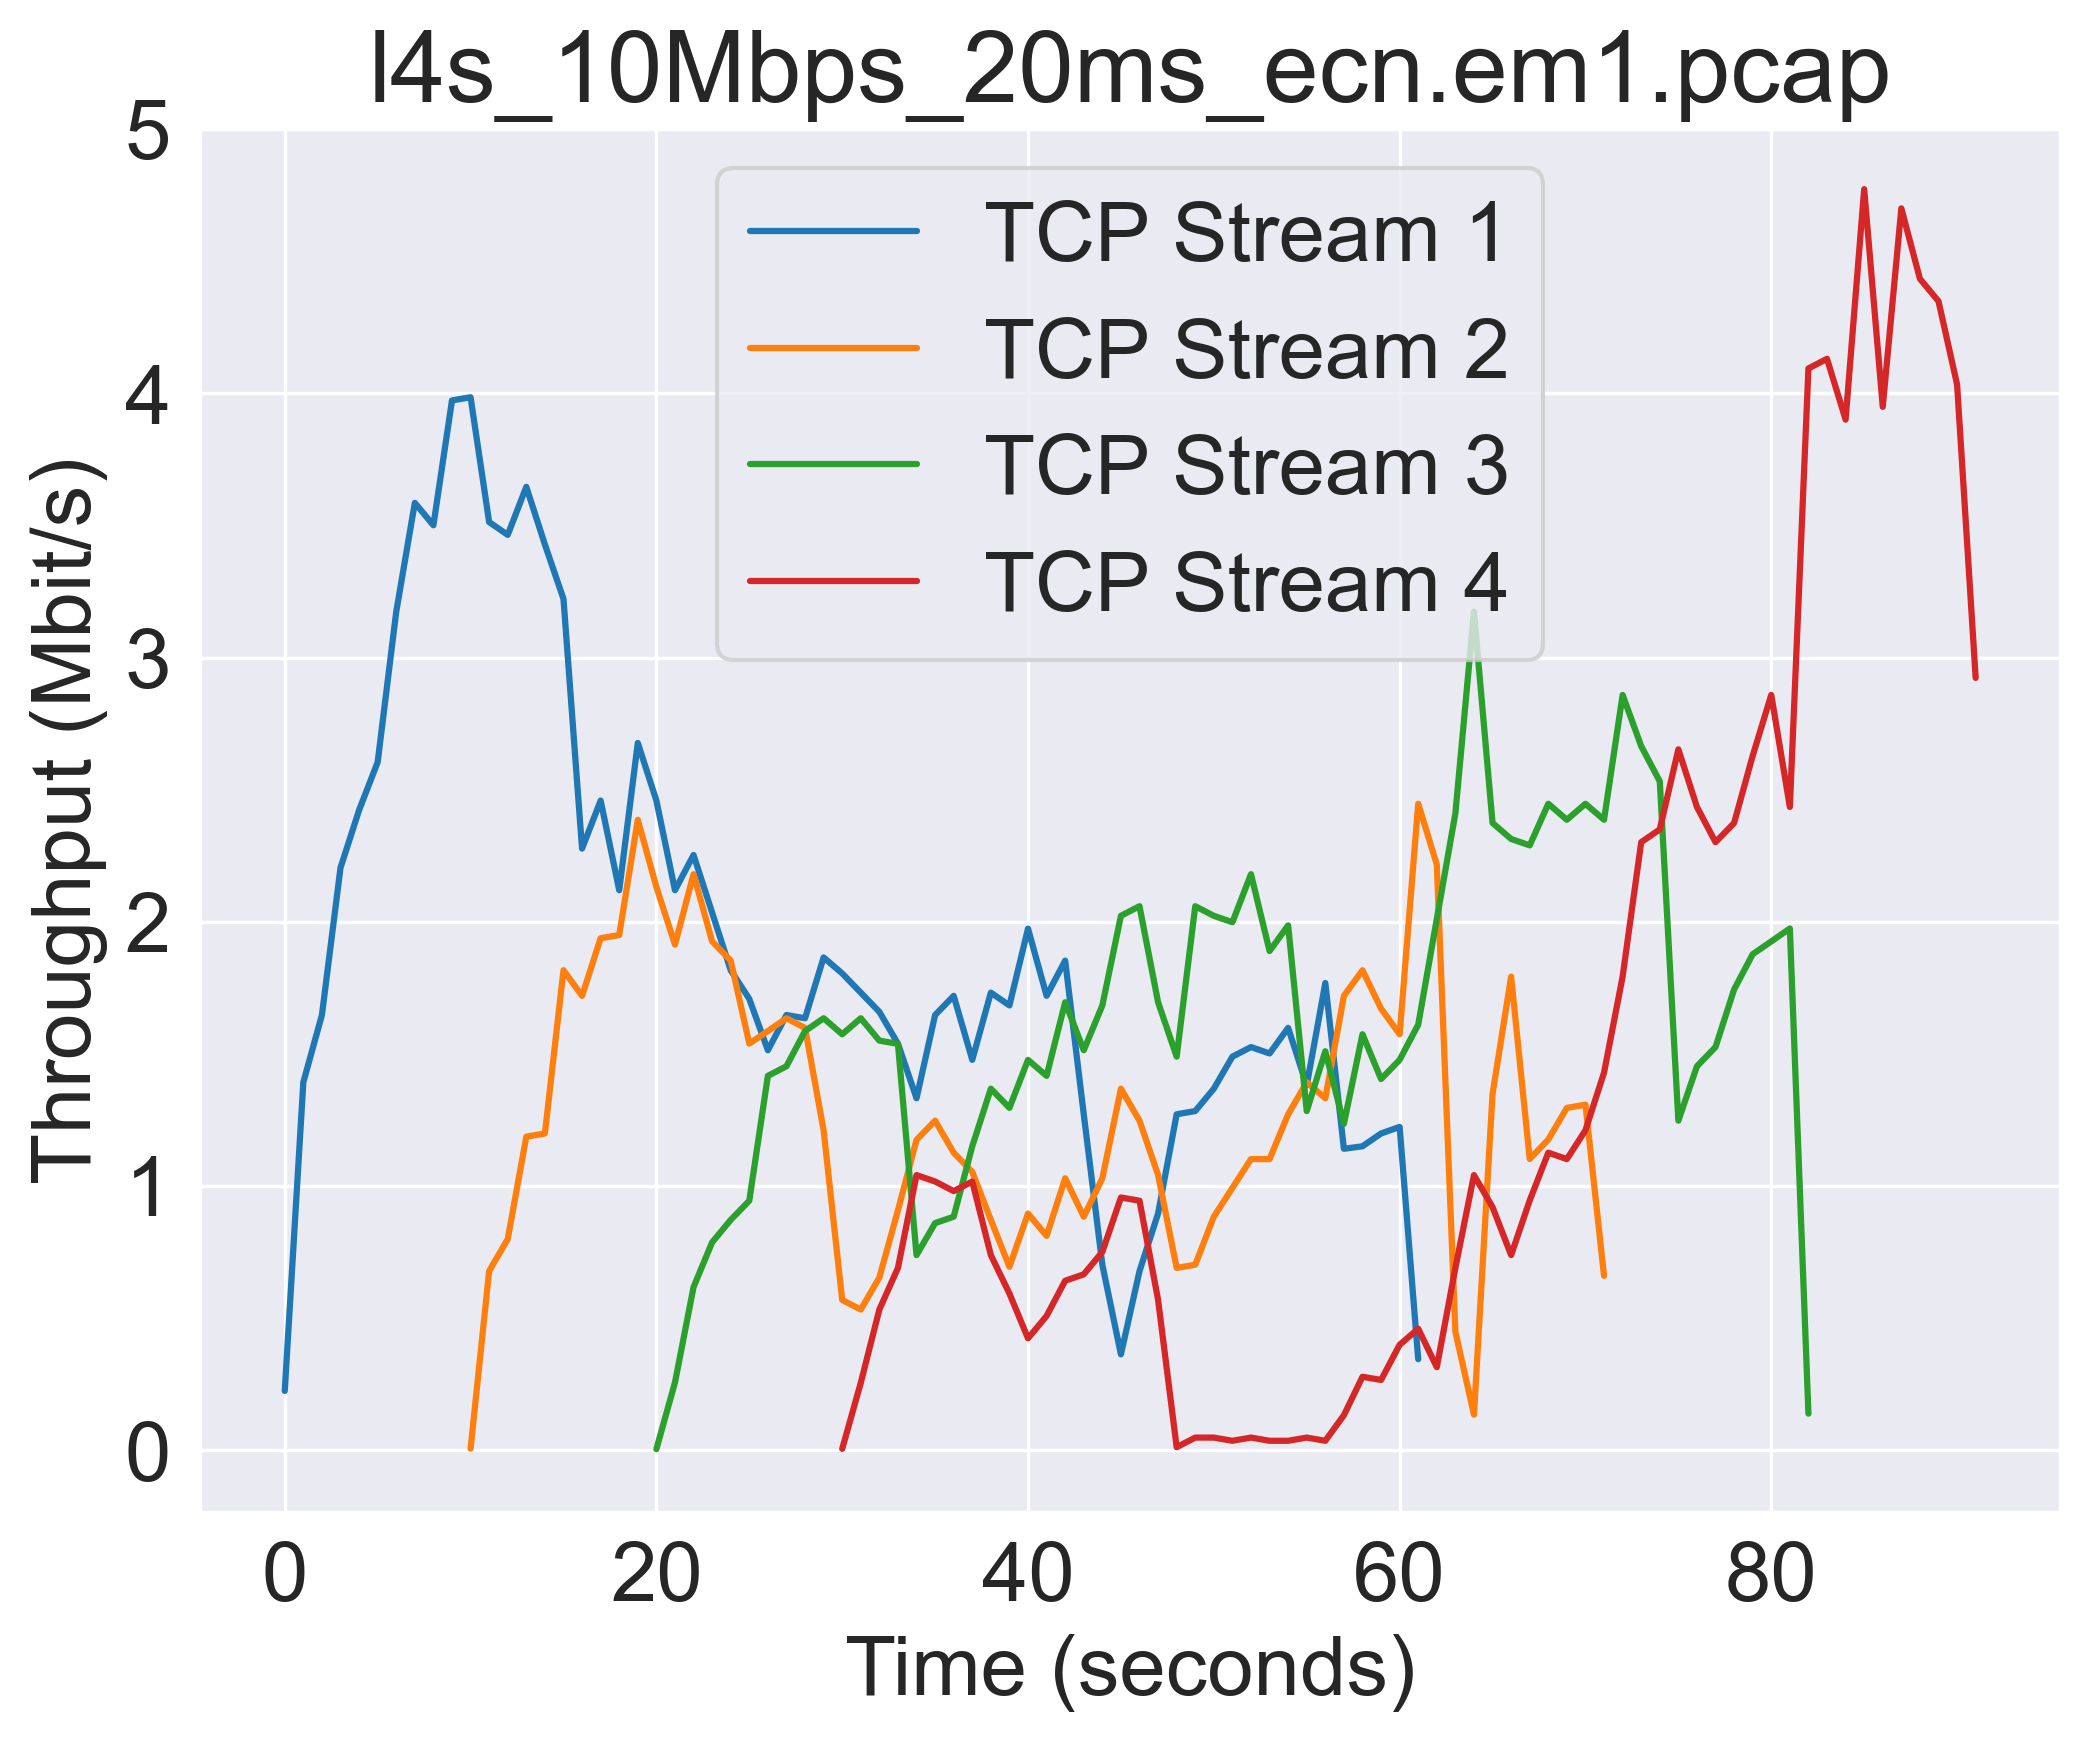 l4s_10Mbps_20ms_ecn.em1.pcap
5
4
3
2
1
0
Throughput (Mbit/s)
TCP Stream 1
TCP Stream 2
TCP Stream 3
TCP Stream 4
0 20 40 60 80
Time (seconds)